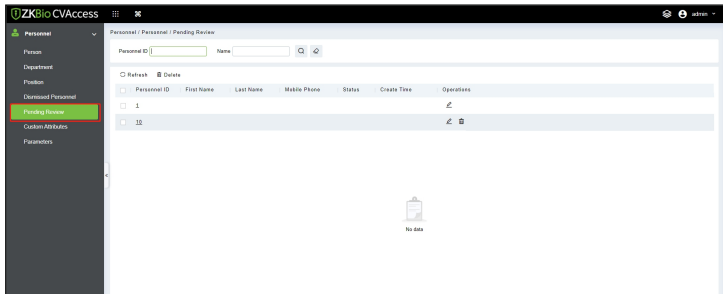 ZKBio CVAccess
admin
Personnel
Person
Department
Position
Dismissed Personnel
Pending Review
Custom Attributes
Parameters
Personnel / Personnel / Pending Review
Personnel ID Name
Refresh Delete
Personnel ID First Name Last Name Mobile Phone Status Create Time Operations
1
10
No data